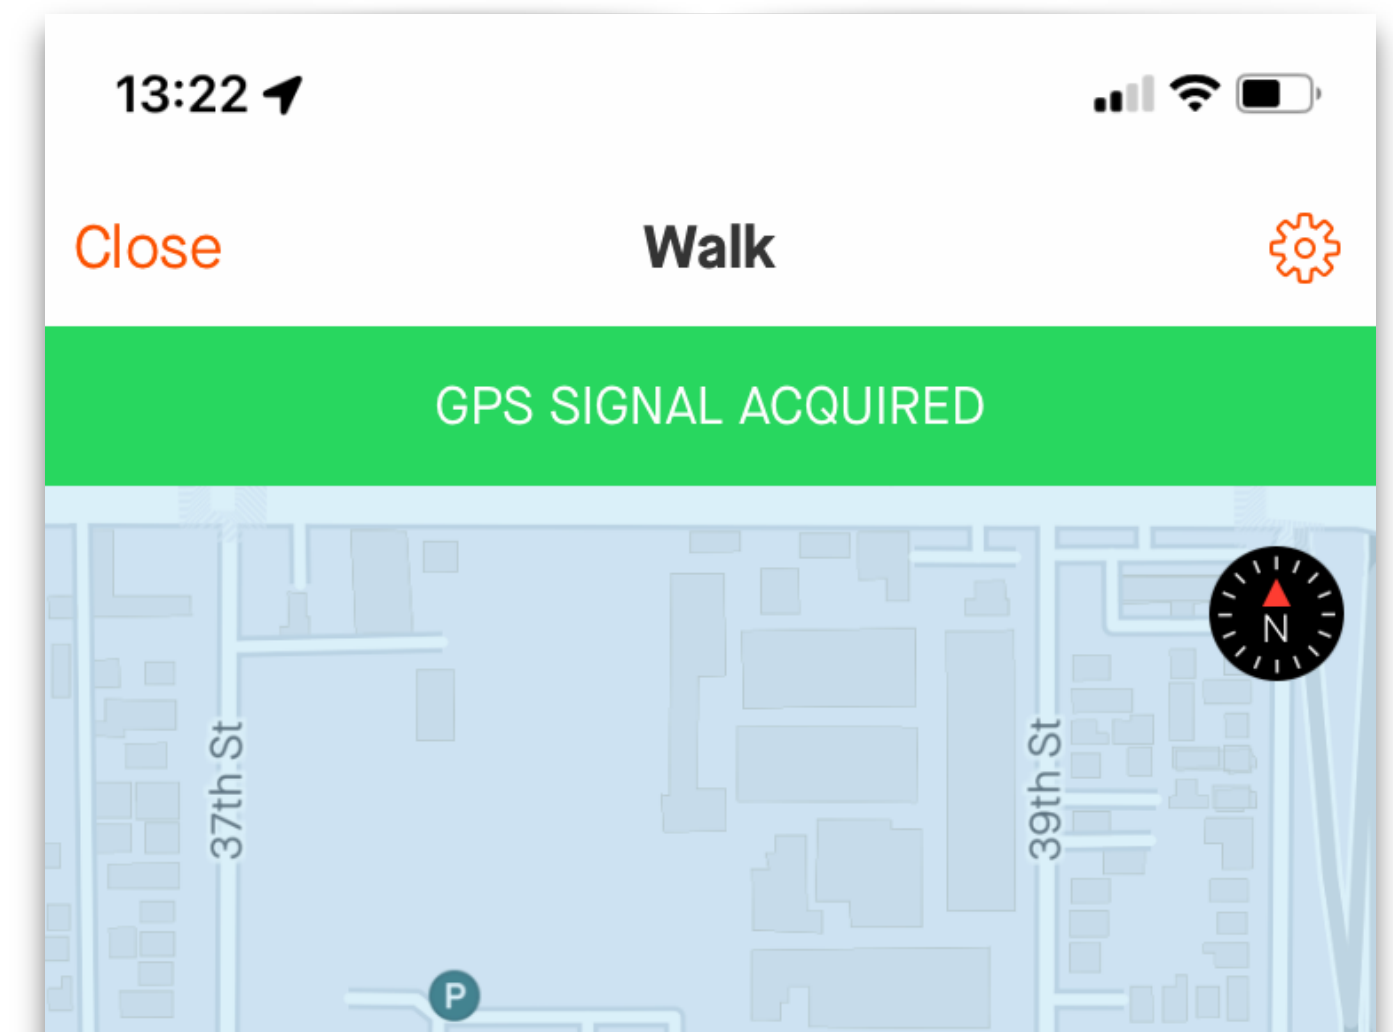 13:22
Close
Walk
GPS SIGNAL ACQUIRED
N
37th St
39th St
P